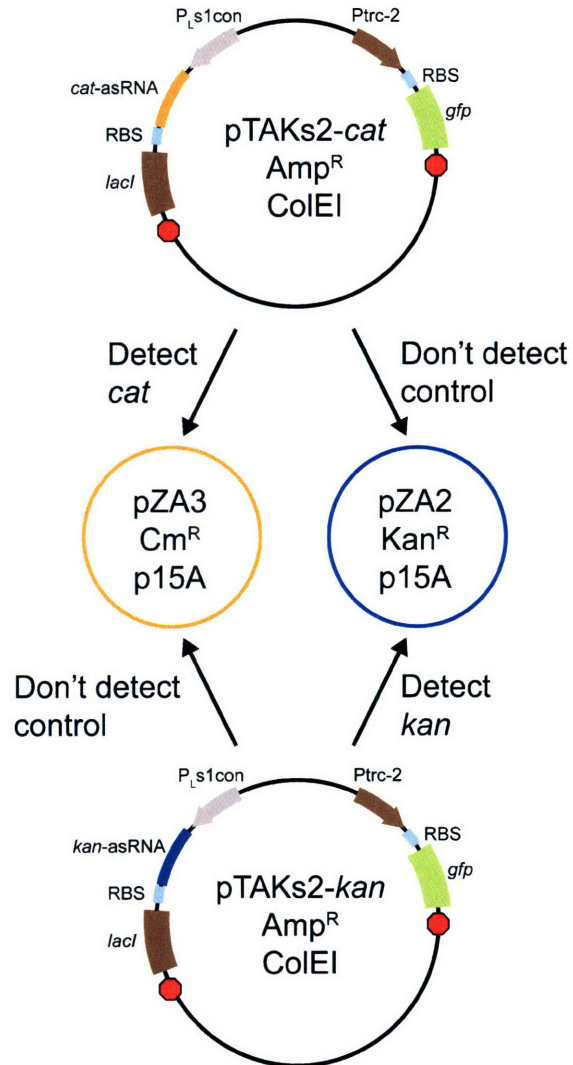 PLs1con
Ptrc-2
cat-asRNA
RBS
RBS
gfp
lacI
pTAKs2-cat
AmpR
ColEI
Detect
cat
Don't detect
control
pZA3
CmR
p15A
pZA2
KanR
p15A
Don't detect
control
Detect
kan
PLs1con
Ptrc-2
kan-asRNA
RBS
RBS
gfp
lacI
pTAKs2-kan
AmpR
ColEI